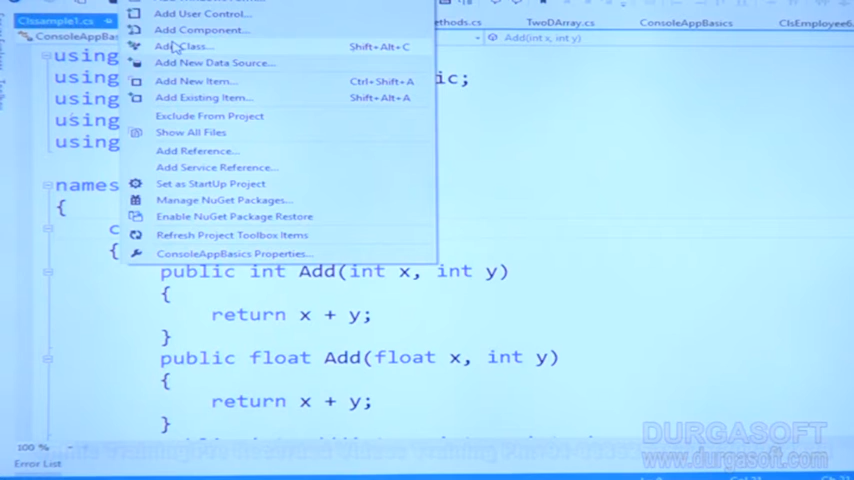 Add User Control...
Clssample1.cs
ethods.cs
TwoDArray.cs
ConsoleAppBasics
ClsEmployee6.
Add Component...
ConsoleAppBas
Add(int x, int y)
Add Class...
Shift+Alt+C
using
Add New Data Source...
using
ic;
Add New Item...
Ctrl+Shift+A
using
Add Existing Item...
Shift+Alt+A
using
Exclude From Project
using
Show All Files
Add Reference...
Add Service Reference...
names
Set as StartUp Project
{
Manage NuGet Packages...
Enable NuGet Package Restore
c
Refresh Project Toolbox Items
{
ConsoleAppBasics Properties...
public int Add(int x, int y)
{
return x + y;
}
public float Add(float x, int y)
{
return x + y;
}
DURGASOFT
www.durgasoft.com
100 %
Error List